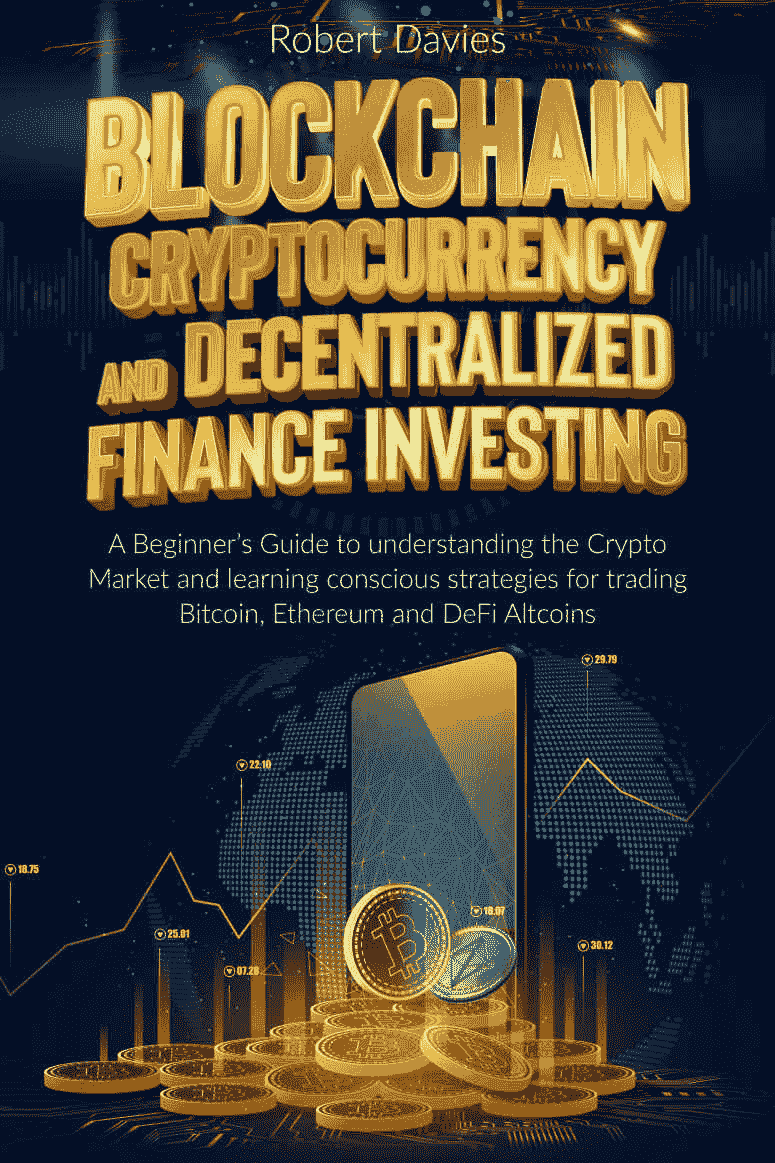 Robert Davies
BLOCKCHAIN
CRYPTOCURRENCY
AND DECENTRALIZED
FINANCE INVESTING
A Beginner's Guide to understanding the Crypto
Market and learning conscious strategies for trading
Bitcoin, Ethereum and DeFi Altcoins
29.79
22.10
18.75
18.07
25.01
30.12
07.28